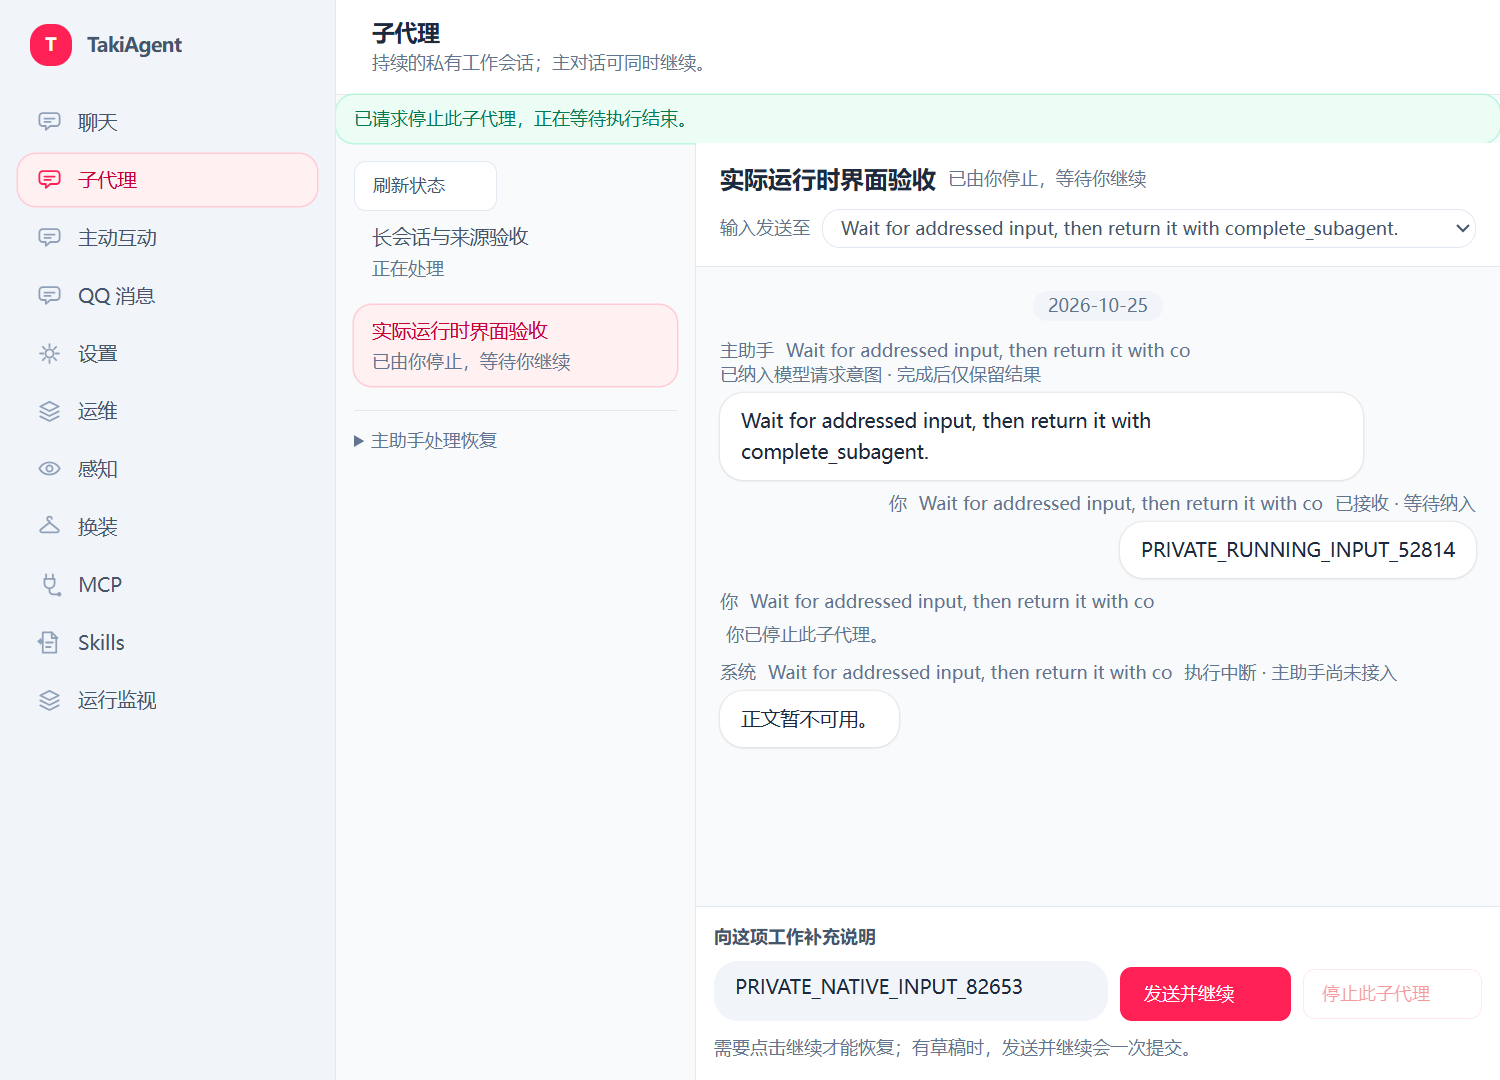 T TakiAgent
聊天
子代理
主动互动
QQ 消息
设置
运维
感知
换装
MCP
Skills
运行监视
子代理
持续的私有工作会话；主对话可同时继续。
已请求停止此子代理，正在等待执行结束。
刷新状态
长会话与来源验收
正在处理
实际运行时界面验收
已由你停止，等待你继续
主助手处理恢复
实际运行时界面验收 已由你停止，等待你继续
输入发送至 Wait for addressed input, then return it with complete_subagent.
2026-10-25
主助手 Wait for addressed input, then return it with co
已纳入模型请求意图 · 完成后仅保留结果
Wait for addressed input, then return it with
complete_subagent.
你 Wait for addressed input, then return it with co 已接收 · 等待纳入
PRIVATE_RUNNING_INPUT_52814
你 Wait for addressed input, then return it with co
你已停止此子代理。
系统 Wait for addressed input, then return it with co 执行中断 · 主助手尚未接入
正文暂不可用。
向这项工作补充说明
PRIVATE_NATIVE_INPUT_82653
发送并继续
停止此子代理
需要点击继续才能恢复；有草稿时，发送并继续会一次提交。